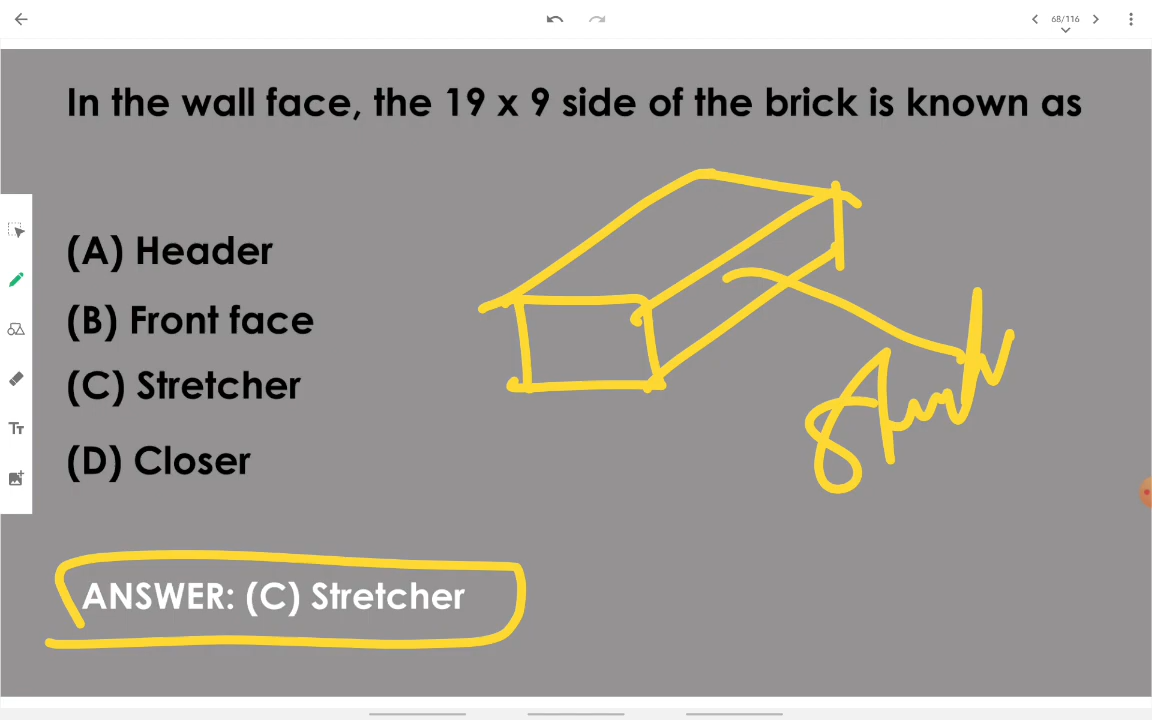 68/116
In the wall face, the 19 x 9 side of the brick is known as
(A) Header
(B) Front face
(C) Stretcher
(D) Closer
ANSWER: (C) Stretcher
Tт